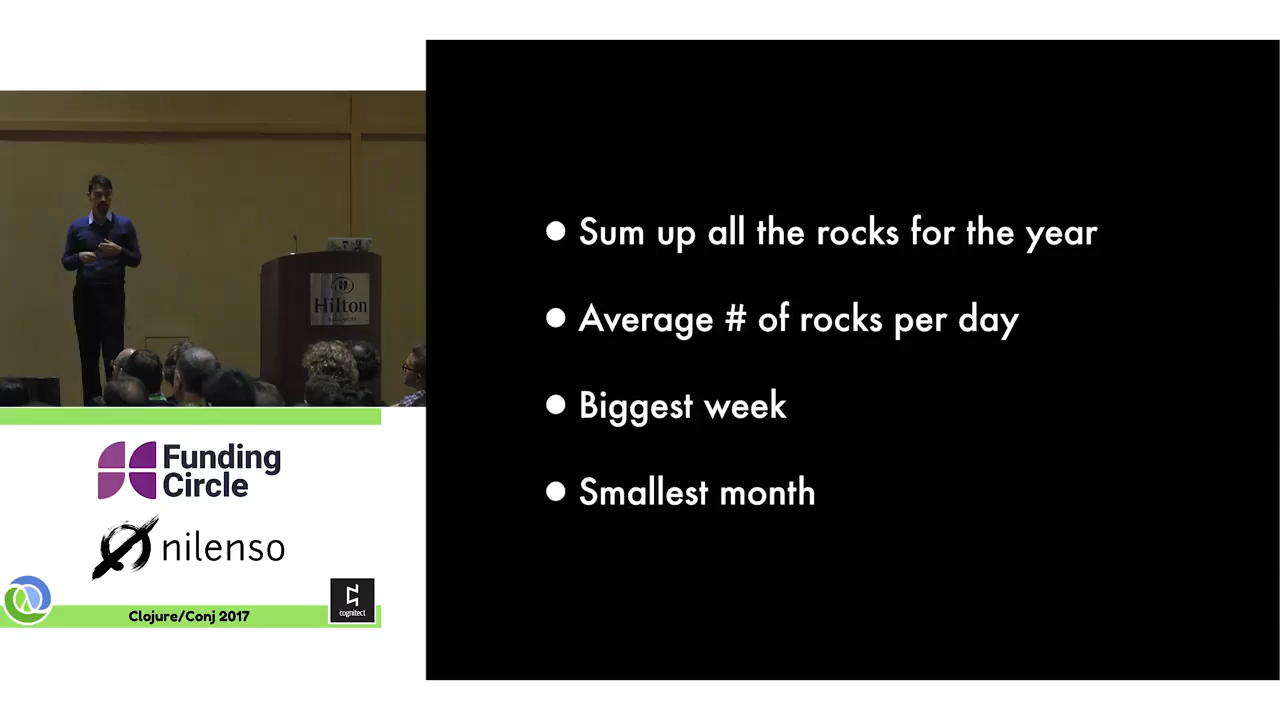 • Sum up all the rocks for the year
• Average # of rocks per day
• Biggest week
• Smallest month
Hilton
Funding
Circle
nilenso
Clojure/Conj 2017
cognitect